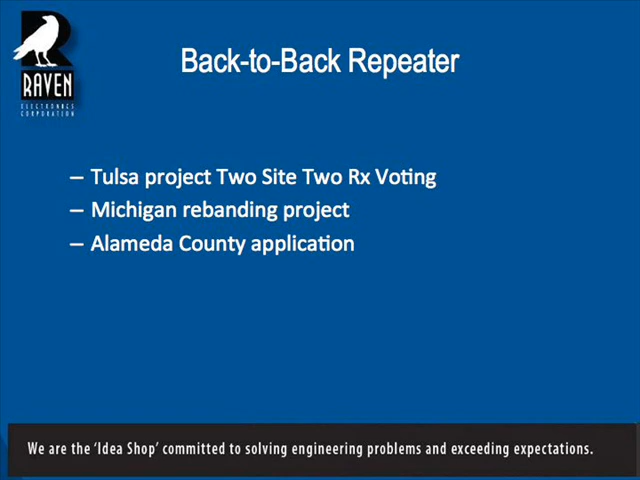 RAVEN
ELECTRONICS
CORPORATION
Back-to-Back Repeater
– Tulsa project Two Site Two Rx Voting
– Michigan rebanding project
– Alameda County application
We are the 'Idea Shop' committed to solving engineering problems and exceeding expectations.